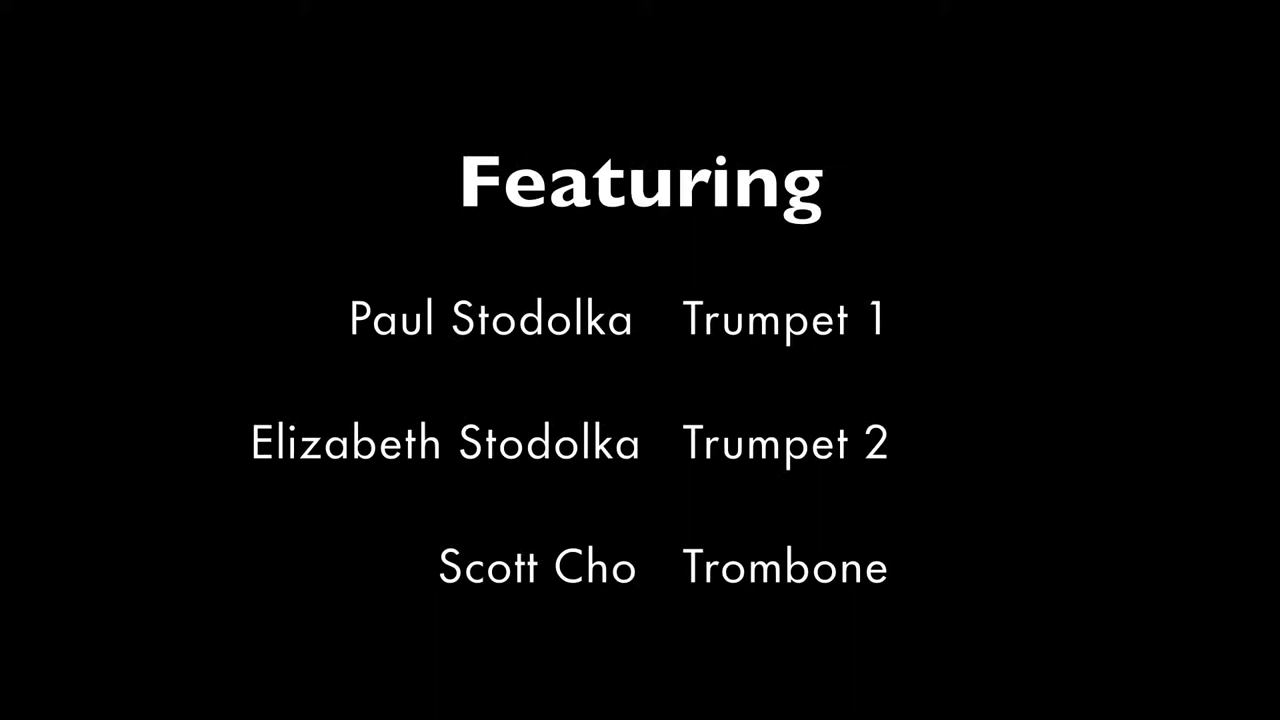 Featuring
Paul Stodolka Trumpet 1
Elizabeth Stodolka Trumpet 2
Scott Cho Trombone